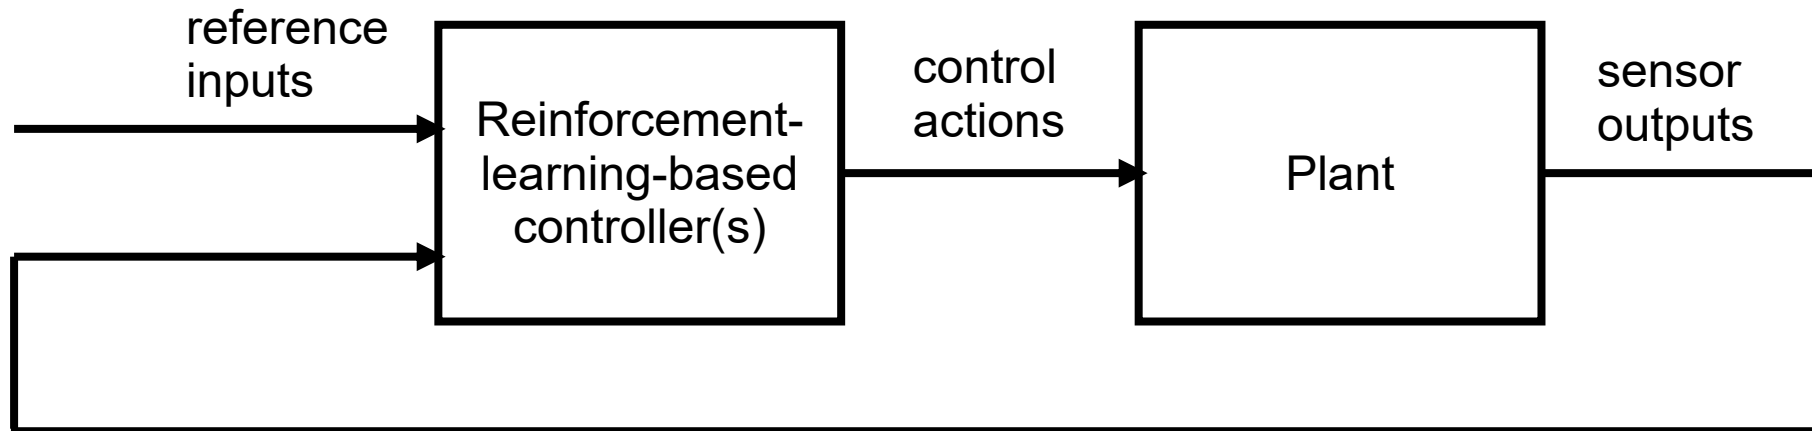 reference
inputs
Reinforcement-
learning-based
controller(s)
control
actions
Plant
sensor
outputs